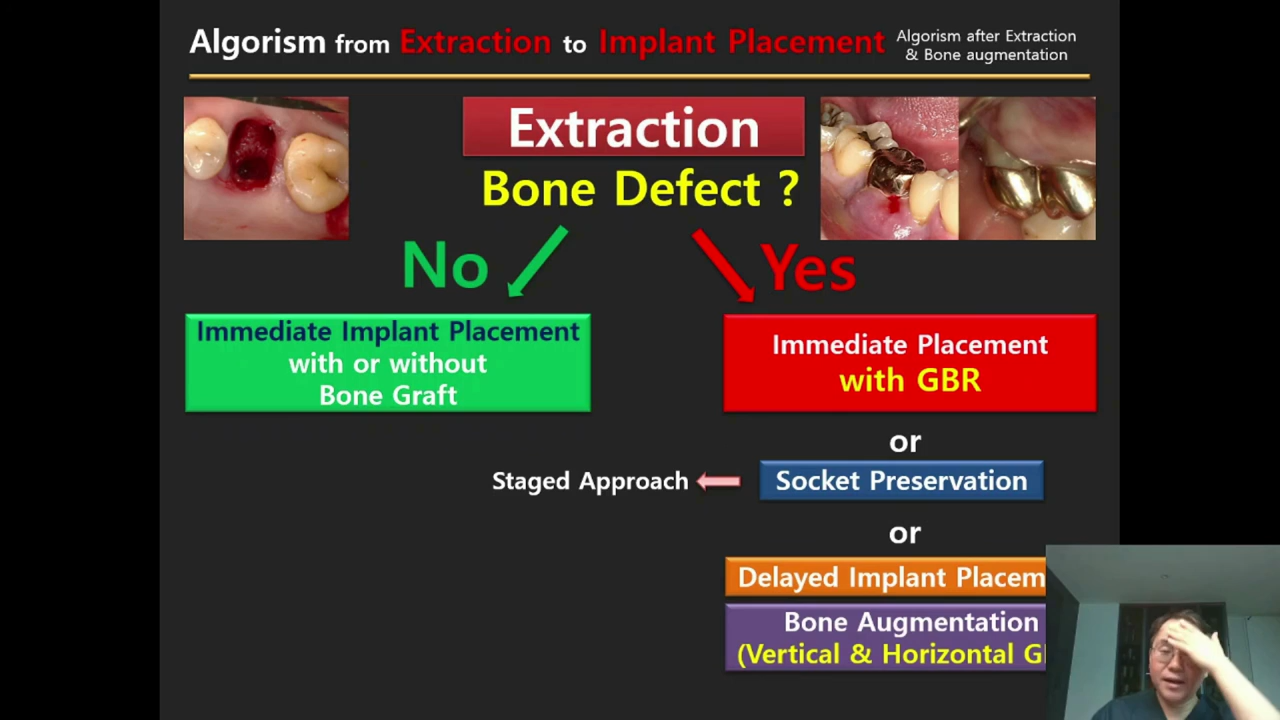 Algorism from Extraction to Implant Placement
Algorism after Extraction
& Bone augmentation
Extraction
Bone Defect ?
No
Yes
Immediate Implant Placement
with or without
Bone Graft
Immediate Placement
with GBR
or
Staged Approach
Socket Preservation
or
Delayed Implant Placem
Bone Augmentation
(Vertical & Horizontal G